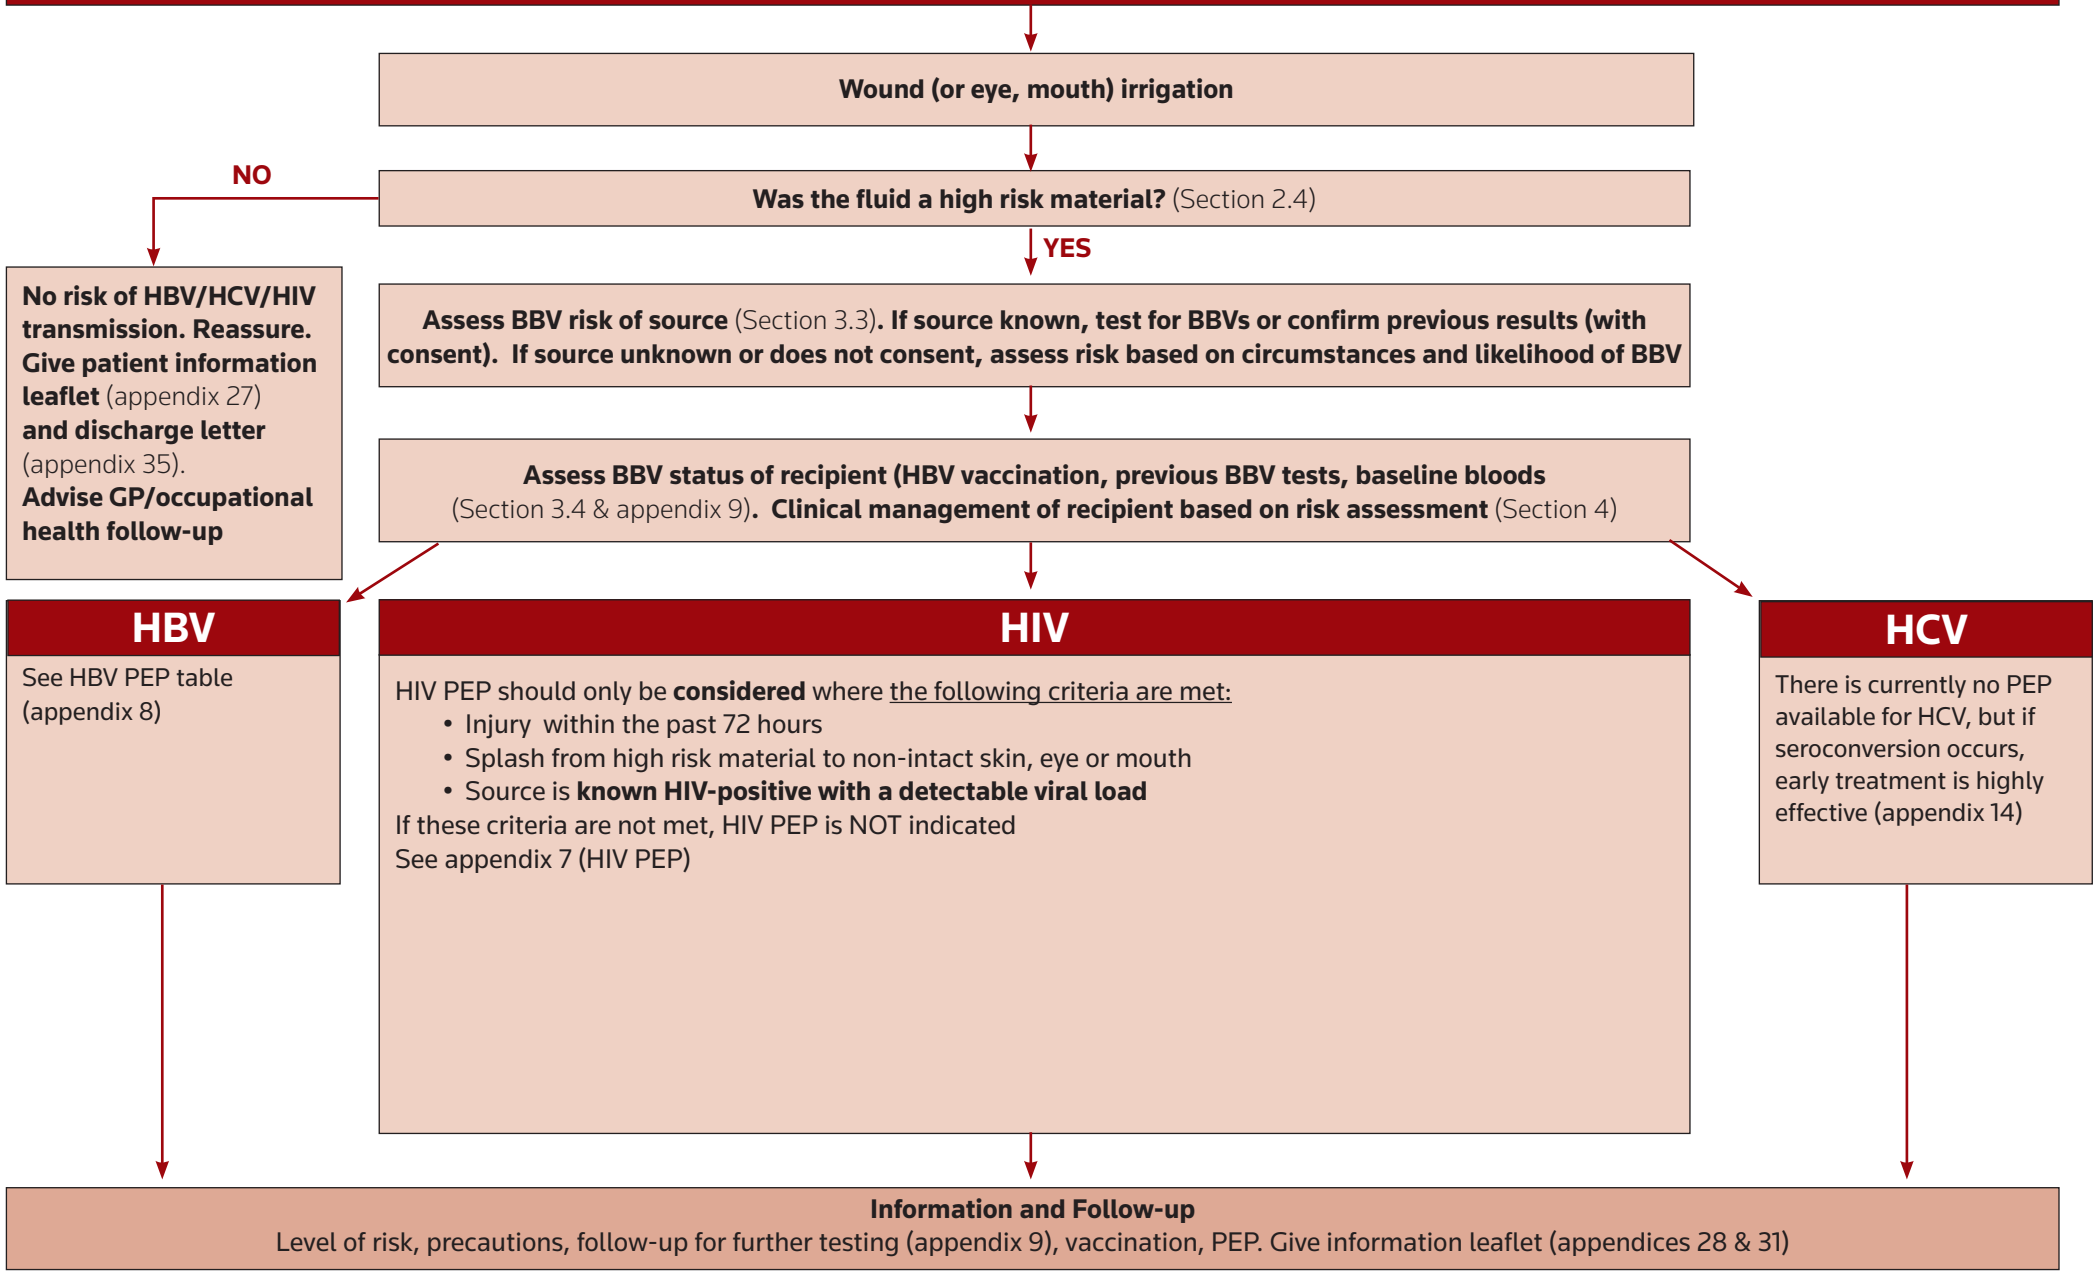 Wound (or eye, mouth) irrigation
NO
Was the fluid a high risk material? (Section 2.4)
YES
No risk of HBV/HCV/HIV
transmission. Reassure.
Give patient information
leaflet (appendix 27)
and discharge letter
(appendix 35).
Advise GP/occupational
health follow-up
Assess BBV risk of source (Section 3.3). If source known, test for BBVs or confirm previous results (with
consent).  If source unknown or does not consent, assess risk based on circumstances and likelihood of BBV
Assess BBV status of recipient (HBV vaccination, previous BBV tests, baseline bloods
(Section 3.4 & appendix 9).  Clinical management of recipient based on risk assessment (Section 4)
HBV
See HBV PEP table
(appendix 8)
HIV
HIV PEP should only be considered where the following criteria are met:
• Injury  within the past 72 hours
• Splash from high risk material to non-intact skin, eye or mouth
• Source is known HIV-positive with a detectable viral load
If these criteria are not met, HIV PEP is NOT indicated
See appendix 7 (HIV PEP)
HCV
There is currently no PEP
available for HCV, but if
seroconversion occurs,
early treatment is highly
effective (appendix 14)
Information and Follow-up
Level of risk, precautions, follow-up for further testing (appendix 9), vaccination, PEP. Give information leaflet (appendices 28 & 31)